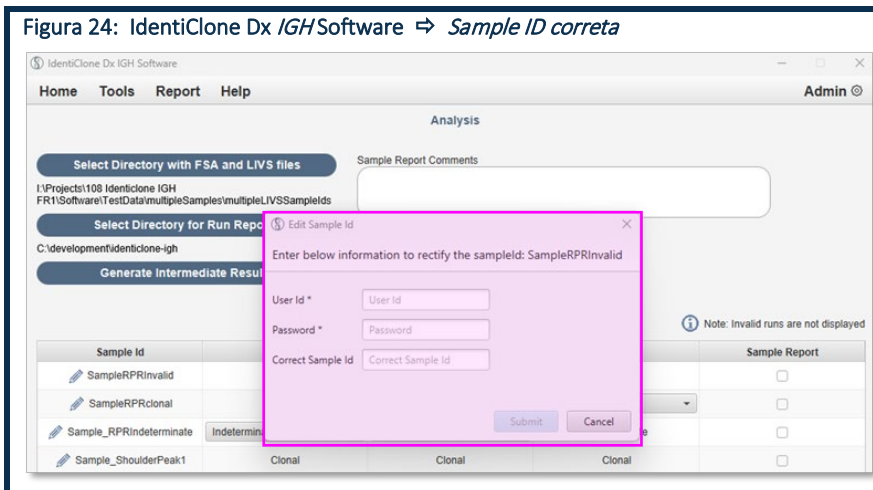 Figura 24: IdentiClone Dx IGH Software ⇨ Sample ID correta
IdentiClone Dx IGH Software
Home Tools Report Help Admin
Analysis
Select Directory with FSA and LIVS files
Sample Report Comments
I:\Projects\108 Identiclone IGH
FR1\Software\TestData\multipleSamples\multipleLIVSSampleIds
Select Directory for Run Repo
C:\development\identiclone-igh
Generate Intermediate Resul
Edit Sample Id
Enter below information to rectify the sampleId: SampleRPRInvalid
User Id * User Id
Password * Password
Correct Sample Id Correct Sample Id
Submit Cancel
Note: Invalid runs are not displayed
Sample Id Sample Report
SampleRPRInvalid
SampleRPRclonal
Sample_RPRIndeterminate Indetermin e
Sample_ShoulderPeak1 Clonal Clonal Clonal